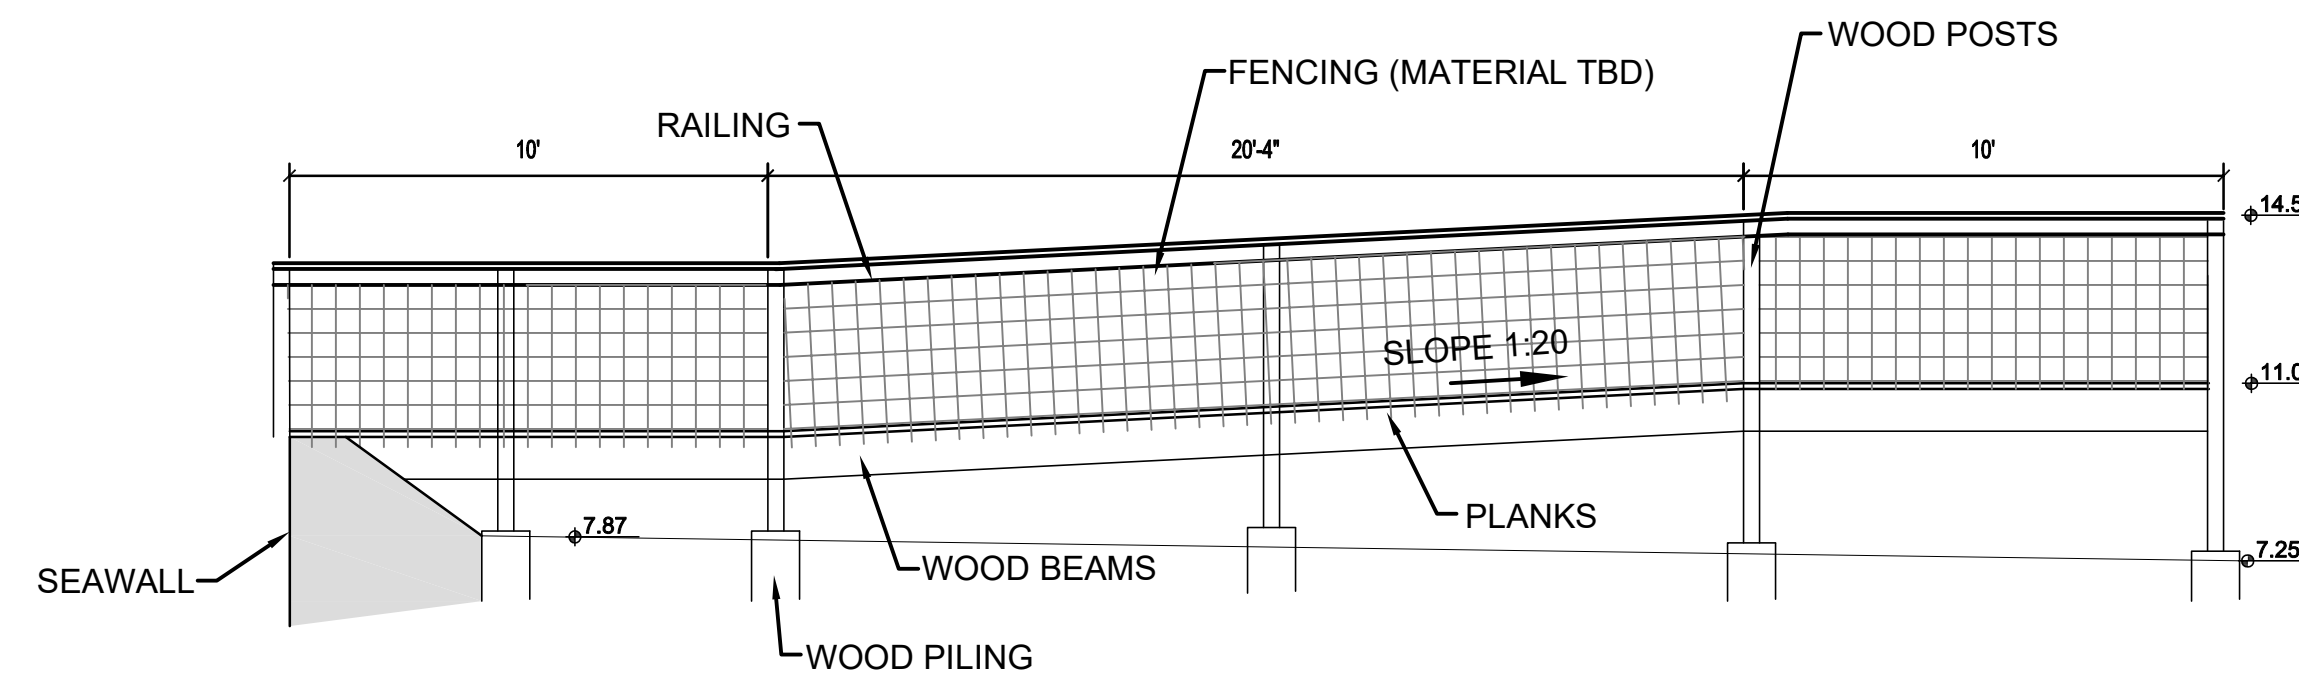 WOOD POSTS
FENCING (MATERIAL TBD)
RAILING
10'
20'-4"
10'
14.5
SLOPE 1:20
11.0
PLANKS
7.87
7.25
WOOD BEAMS
SEAWALL
WOOD PILING